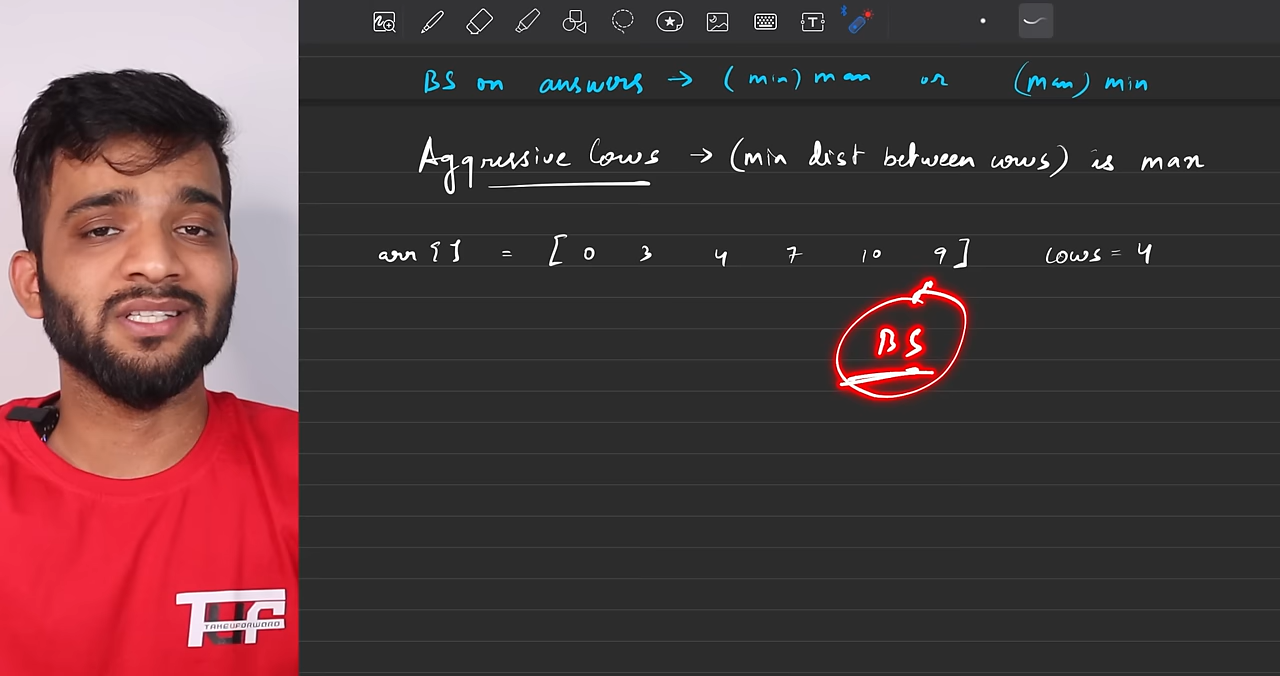 BS on answers → (min) max or (max) min
Aggressive Cows → (min dist between cows) is max
arr [ ] = [ 0 3 4 7 10 9 ] cows = 4
BS
TUF
TAKEUFORWARD